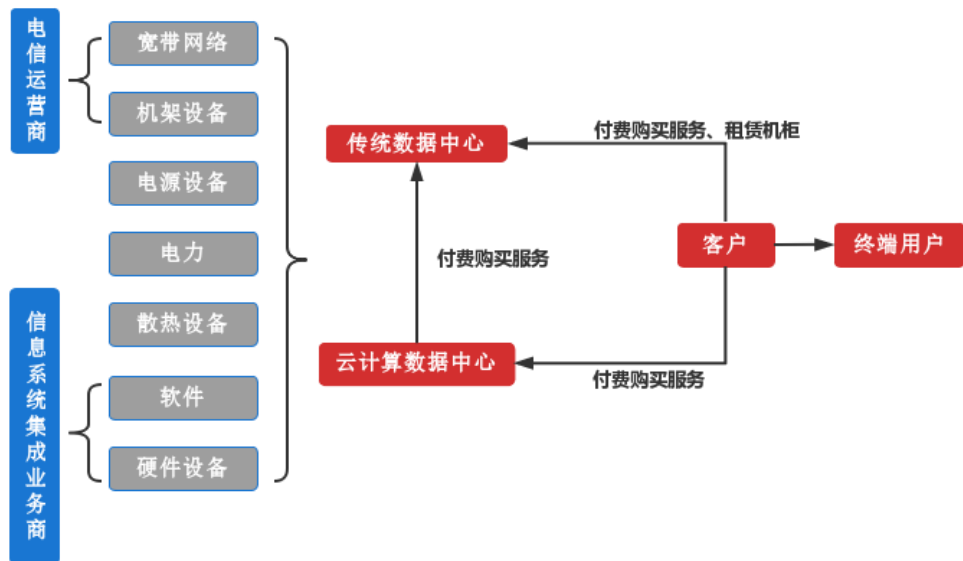 电信运营商
宽带网络
机架设备
电源设备
电力
散热设备
信息系统集成业务商
软件
硬件设备
传统数据中心
付费购买服务、租赁机柜
客户
终端用户
付费购买服务
云计算数据中心
付费购买服务